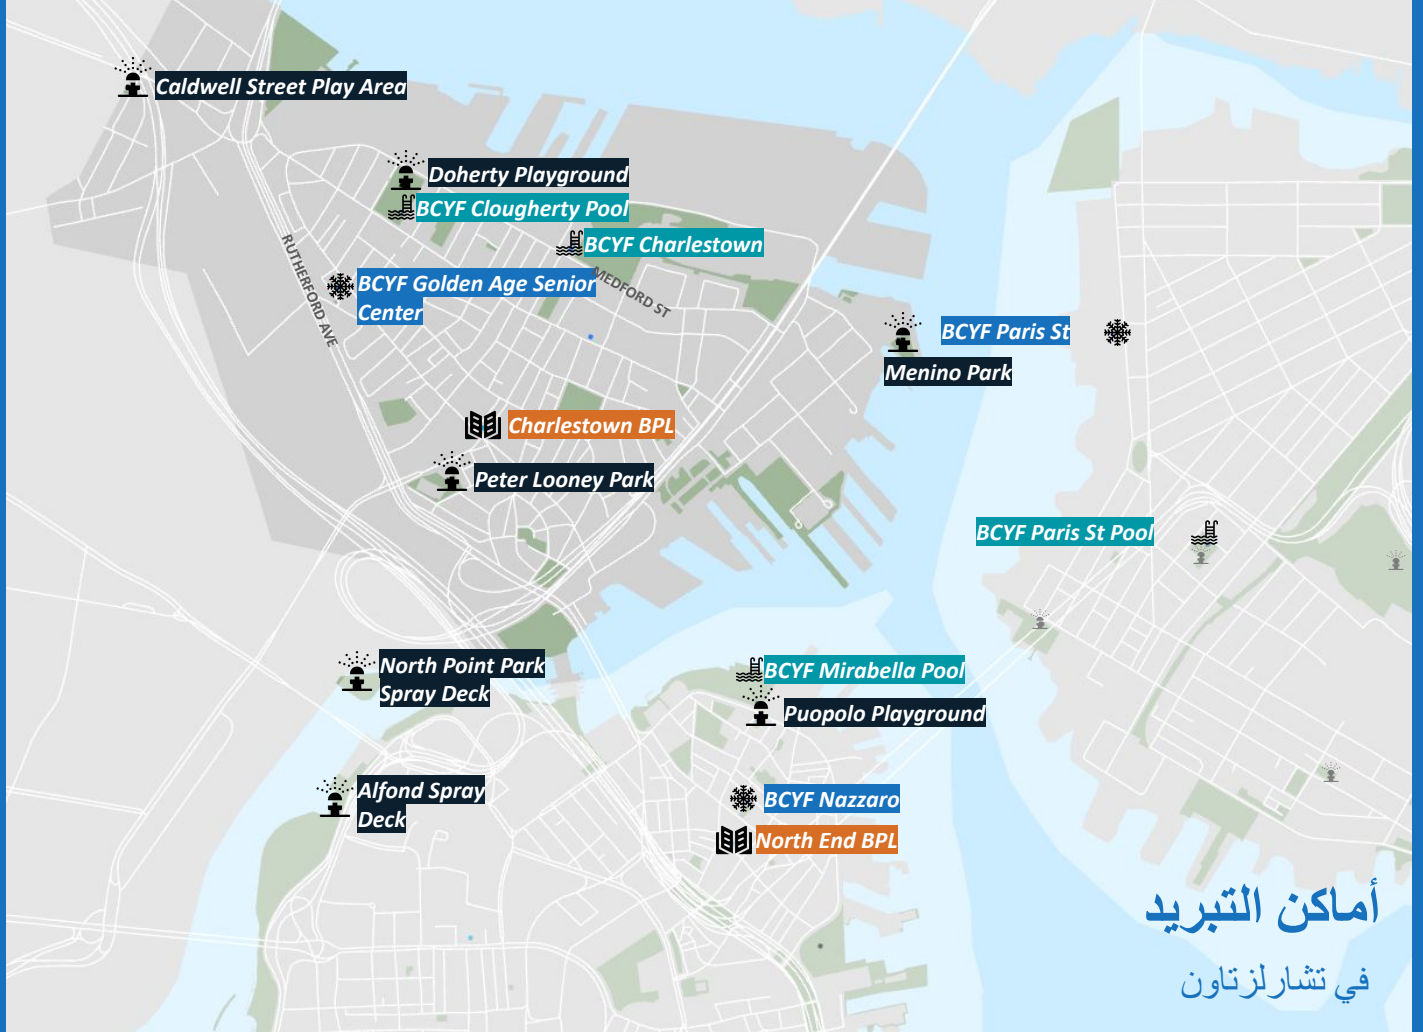 Caldwell Street Play Area
Doherty Playground
BCYF Clougherty Pool
BCYF Charlestown
RUTHERFORD AVE
MEDFORD ST
BCYF Golden Age Senior
Center
BCYF Paris St
Menino Park
Charlestown BPL
Peter Looney Park
BCYF Paris St Pool
North Point Park
Spray Deck
BCYF Mirabella Pool
Puopolo Playground
Alfond Spray
Deck
BCYF Nazzaro
North End BPL
أماكن التبريد
في تشارلزتاون